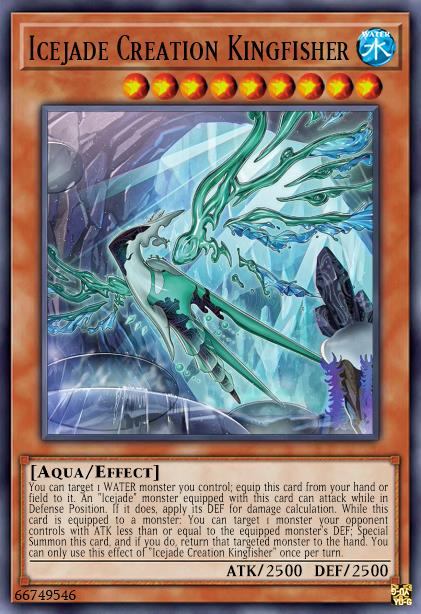 Icejade Creation Kingfisher
WATER
水
[Aqua/Effect]
You can target 1 WATER monster you control; equip this card from your hand or
field to it. An "Icejade" monster equipped with this card can attack while in
Defense Position. If it does, apply its DEF for damage calculation. While this
card is equipped to a monster: You can target 1 monster your opponent
controls with ATK less than or equal to the equipped monster's DEF; Special
Summon this card, and if you do, return that targeted monster to the hand. You
can only use this effect of "Icejade Creation Kingfisher" once per turn.
ATK/2500 DEF/2500
66749546